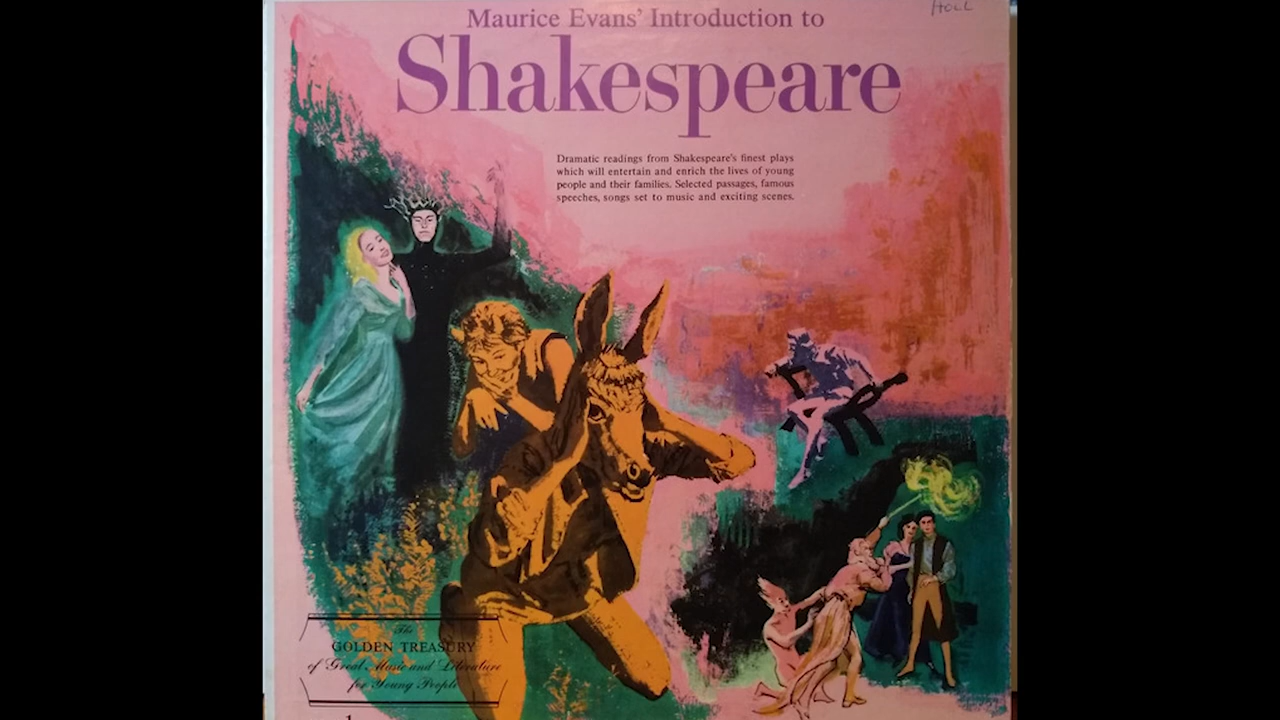 HOLL
Maurice Evans' Introduction to
Shakespeare
Dramatic readings from Shakespeare's finest plays
which will entertain and enrich the lives of young
people and their families. Selected passages, famous
speeches, songs set to music and exciting scenes.
The
GOLDEN TREASURY
of Great Music and Literature
for Young People